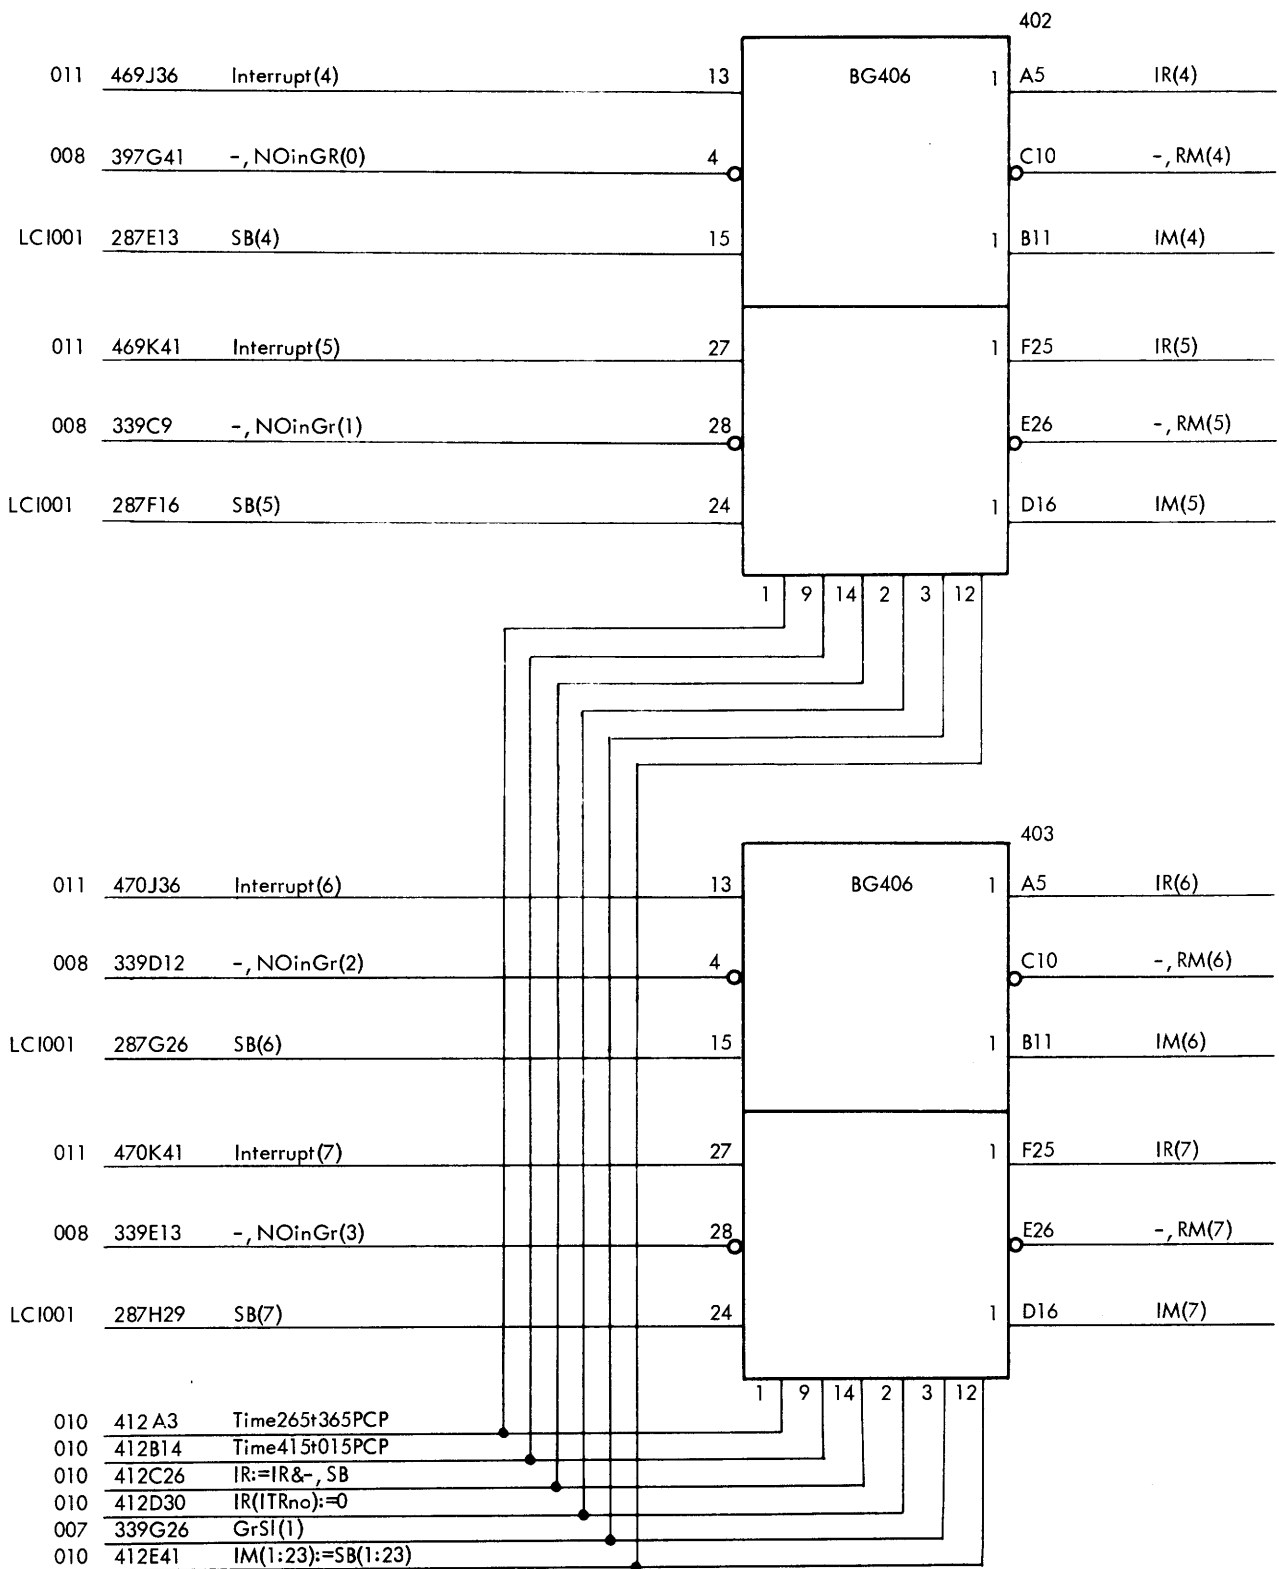 402
011 469J36 Interrupt(4) 13 BG406 1 A5 IR(4)
008 397G41 -, NOinGR(0) 4 C10 -, RM(4)
LCI001 287E13 SB(4) 15 1 B11 IM(4)
011 469K41 Interrupt(5) 27 1 F25 IR(5)
008 339C9 -, NOinGr(1) 28 E26 -, RM(5)
LCI001 287F16 SB(5) 24 1 D16 IM(5)
1 9 14 2 3 12
403
011 470J36 Interrupt(6) 13 BG406 1 A5 IR(6)
008 339D12 -, NOinGr(2) 4 C10 -, RM(6)
LCI001 287G26 SB(6) 15 1 B11 IM(6)
011 470K41 Interrupt(7) 27 1 F25 IR(7)
008 339E13 -, NOinGr(3) 28 E26 -, RM(7)
LCI001 287H29 SB(7) 24 1 D16 IM(7)
1 9 14 2 3 12
010 412A3 Time265t365PCP
010 412B14 Time415t015PCP
010 412C26 IR:=IR&-, SB
010 412D30 IR(ITRno):=0
007 339G26 GrSl(1)
010 412E41 IM(1:23):=SB(1:23)